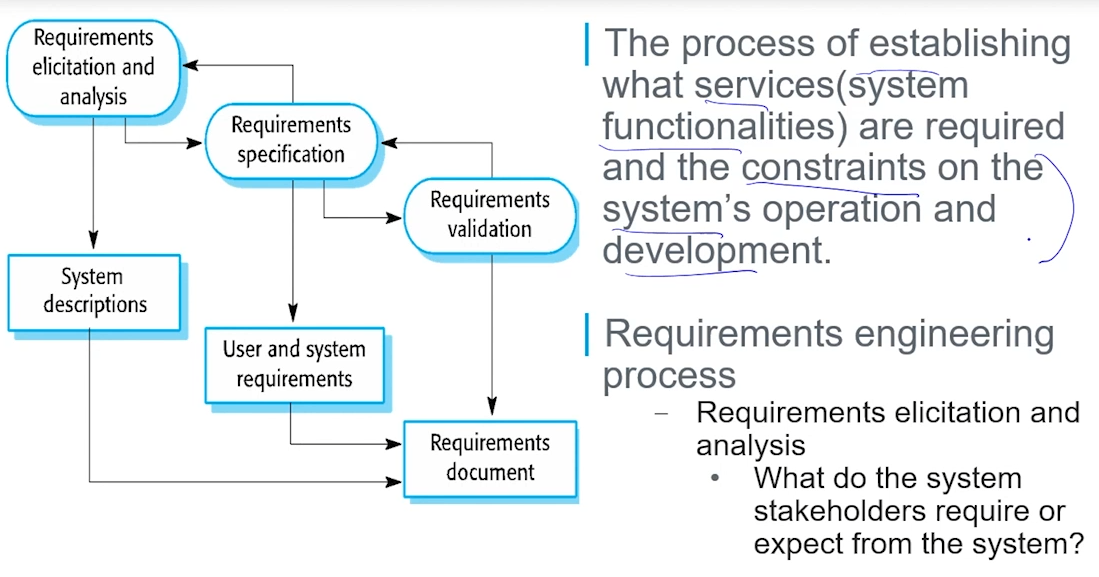 Requirements
elicitation and
analysis
Requirements
specification
Requirements
validation
System
descriptions
User and system
requirements
Requirements
document
The process of establishing
what services(system
functionalities) are required
and the constraints on the
system's operation and
development.
Requirements engineering
process
– Requirements elicitation and
analysis
• What do the system
stakeholders require or
expect from the system?